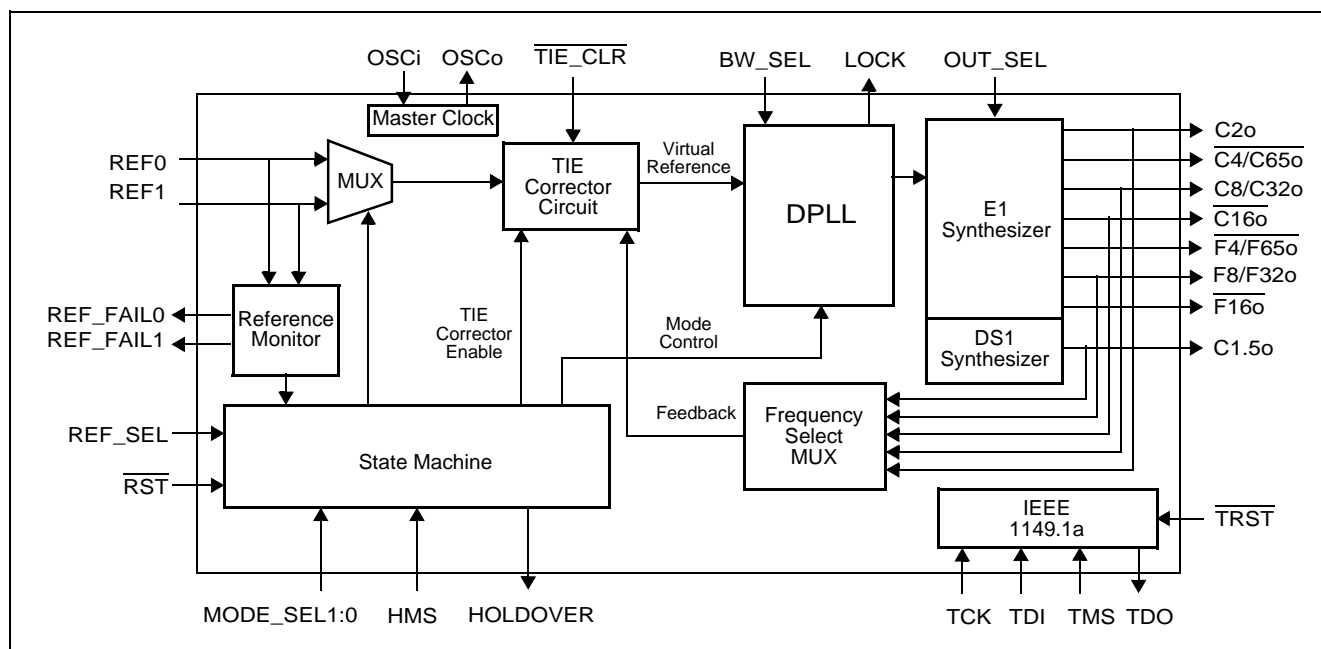 OSCi OSCo TIE_CLR BW_SEL LOCK OUT_SEL
Master Clock
REF0
REF1
MUX
TIE
Corrector
Circuit
Virtual
Reference
DPLL
E1
Synthesizer
DS1
Synthesizer
C2o
C4/C65o
C8/C32o
C16o
F4/F65o
F8/F32o
F16o
C1.5o
REF_FAIL0
REF_FAIL1
Reference
Monitor
TIE
Corrector
Enable
Mode
Control
Feedback
Frequency
Select
MUX
REF_SEL
RST
State Machine
IEEE
1149.1a
TRST
MODE_SEL1:0 HMS HOLDOVER
TCK TDI TMS TDO